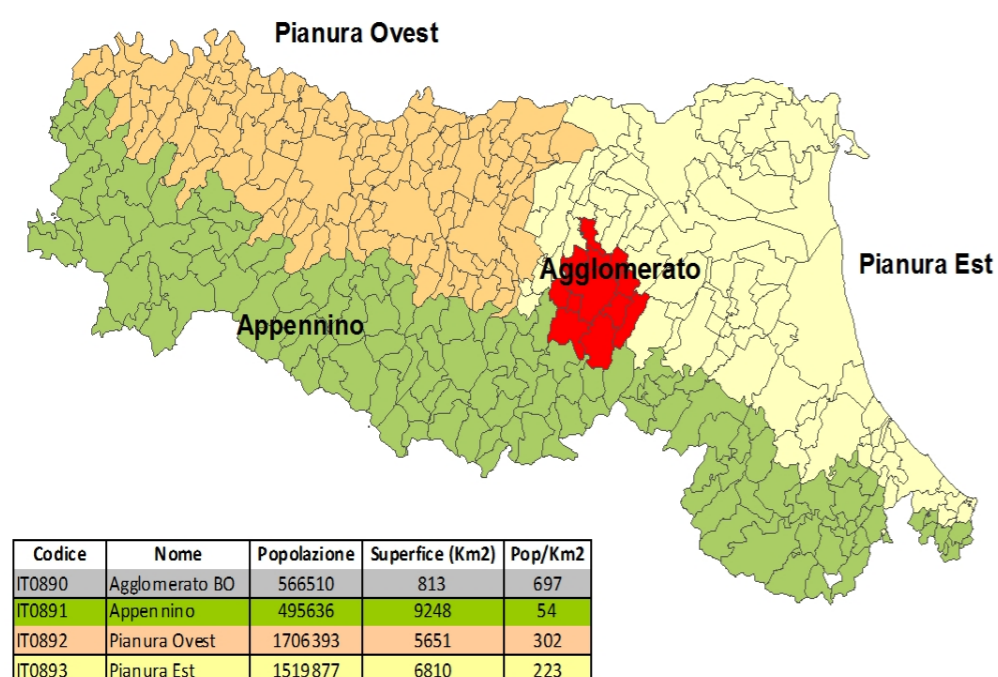 Pianura Ovest
Agglomerato
Pianura Est
Appennino
Codice Nome Popolazione Superfice (Km2) Pop/Km2
IT0890 Agglomerato BO 566510 813 697
IT0891 Appennino 495636 9248 54
IT0892 Pianura Ovest 1706393 5651 302
IT0893 Pianura Est 1519877 6810 223